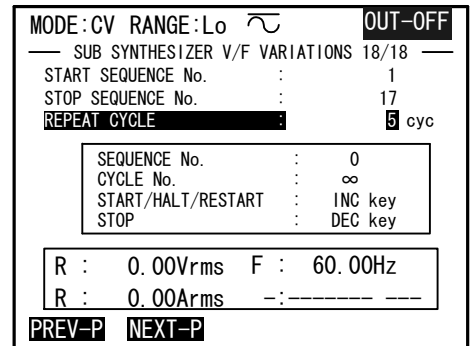 MODE:CV RANGE:Lo OUT-OFF
SUB SYNTHESIZER V/F VARIATIONS 18/18
START SEQUENCE No. : 1
STOP SEQUENCE No. : 17
REPEAT CYCLE : 5 cyc
SEQUENCE No. : 0
CYCLE No. : ∞
START/HALT/RESTART : INC key
STOP : DEC key
R : 0.00Vrms F : 60.00Hz
R : 0.00Arms -:------- ---
PREV-P NEXT-P